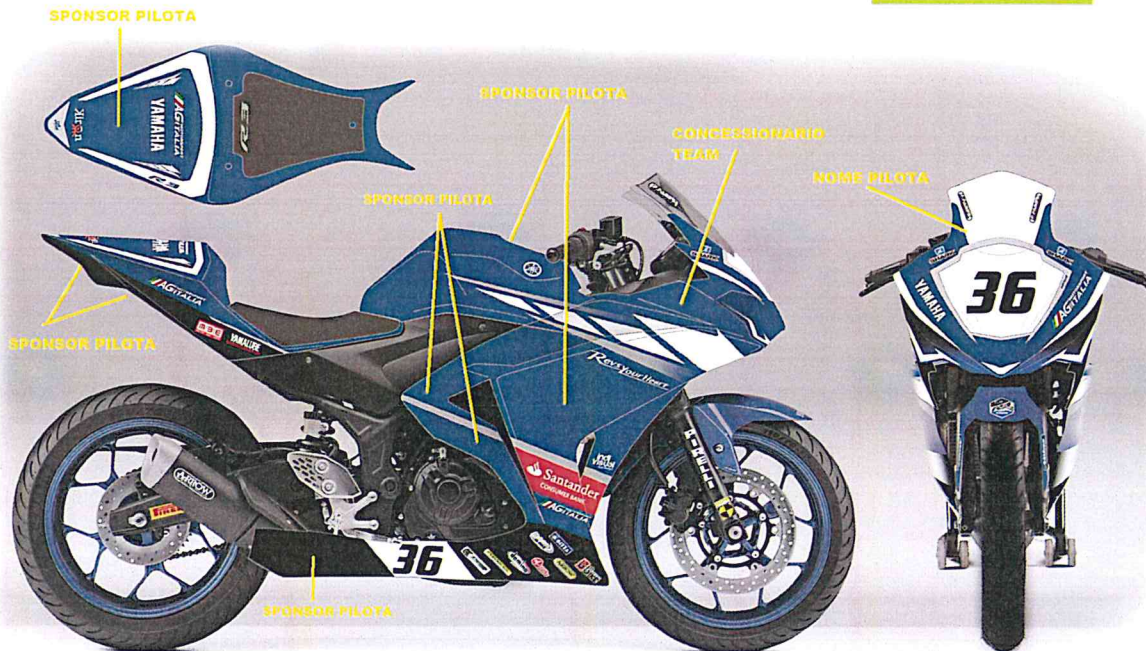 SPONSOR PILOTA
AGITALIA
YAMAHA
R3
SPONSOR PILOTA
CONCESSIONARIO
TEAM
NOME PILOTA
SPONSOR PILOTA
36
YAMAHA
AGITALIA
AGITALIA
YAMALUBE
SPONSOR PILOTA
Revs Your Heart
PIRELLI
Santander
CONSUMER BANK
AGITALIA
ARROW
36
SPONSOR PILOTA